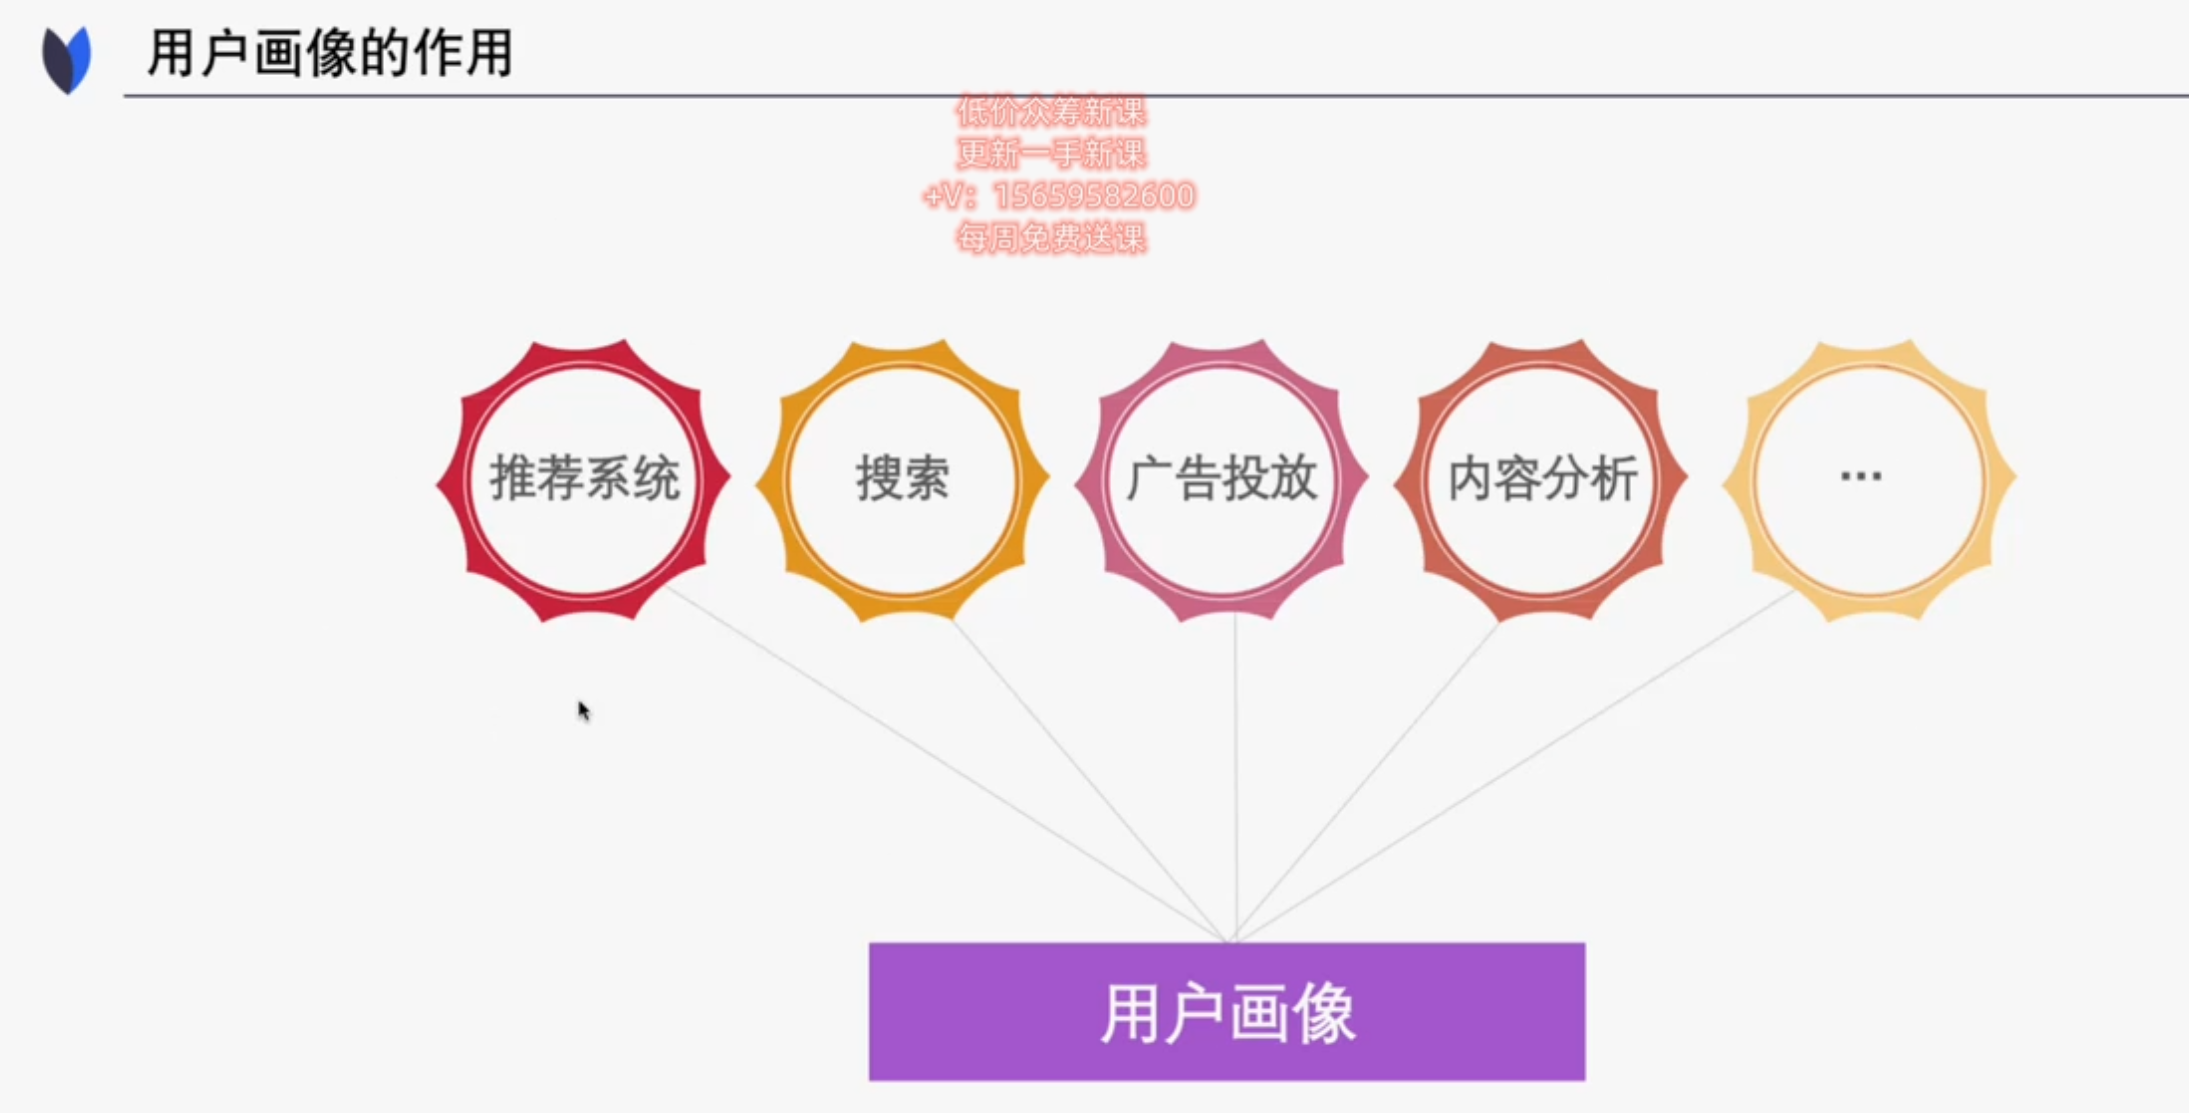 用户画像的作用
低价众筹新课
更新一手新课
+V：15659582600
每周免费送课
推荐系统
搜索
广告投放
内容分析
...
用户画像